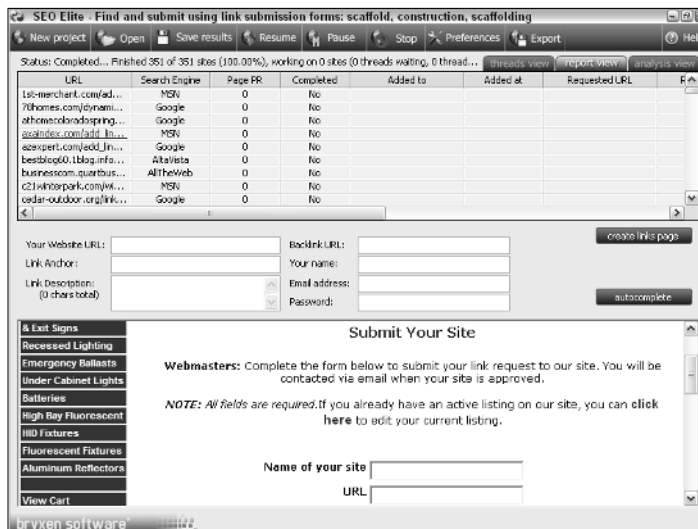 SEO Elite - Find and submit using link submission forms: scaffold, construction, scaffolding
New project Open Save results Resume Pause Stop Preferences Export Hel
Status: Completed... Finished 351 of 351 sites (100.00%), working on 0 sites (0 threads waiting, 0 thread... threads view report view analysis view
URL Search Engine Page PR Completed Added to Added at Requested URL
1st-merchant.com/ad... MSN 0 No
78homes.com/dynami... Google 0 No
athomecoloradospring... Google 0 No
axaindex.com/add_lin... MSN 0 No
azexpert.com/add_lin... Google 0 No
bestblog60.1blog.info... AltaVista 0 No
businesscom.quartbus... AllTheWeb 0 No
c21winterpark.com/wi... MSN 0 No
cedar-outdoor.org/link... Google 0 No
create links page
Your Website URL: Backlink URL:
Link Anchor: Your name:
Link Description: Email address:
(0 chars total) Password: autocomplete
& Exit Signs
Recessed Lighting
Emergency Ballasts
Under Cabinet Lights
Batteries
High Bay Fluorescent
HID Fixtures
Fluorescent Fixtures
Aluminum Reflectors
View Cart
Submit Your Site
Webmasters: Complete the form below to submit your link request to our site. You will be
contacted via email when your site is approved.
NOTE: All fields are required.If you already have an active listing on our site, you can click
here to edit your current listing.
Name of your site
URL
bryxen software